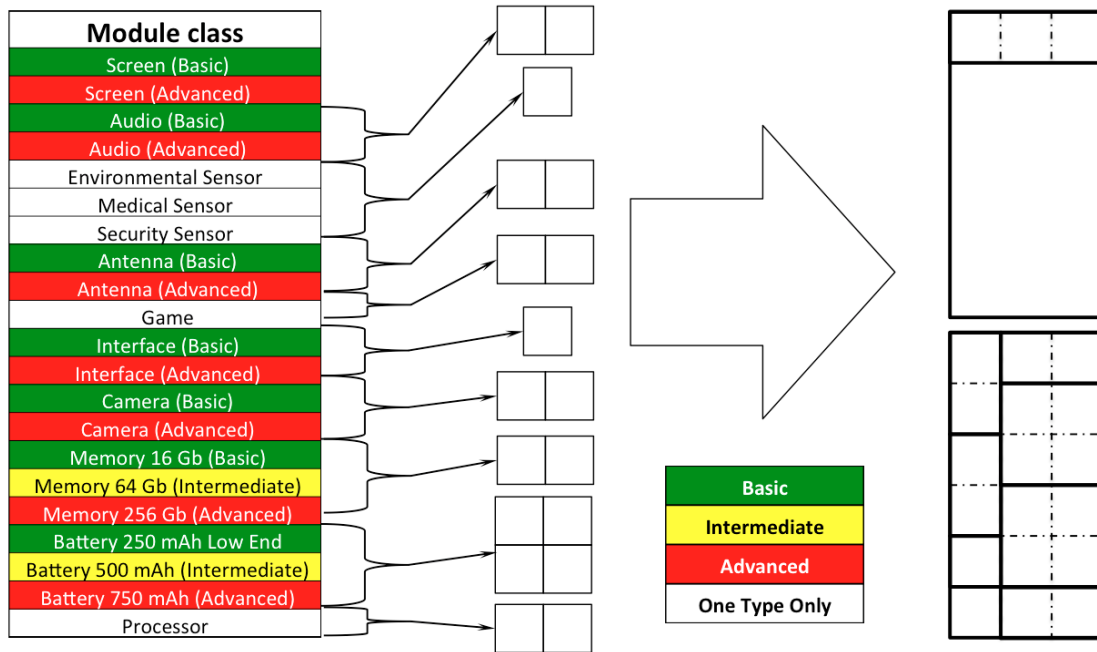 Module class
Screen (Basic)
Screen (Advanced)
Audio (Basic)
Audio (Advanced)
Environmental Sensor
Medical Sensor
Security Sensor
Antenna (Basic)
Antenna (Advanced)
Game
Interface (Basic)
Interface (Advanced)
Camera (Basic)
Camera (Advanced)
Memory 16 Gb (Basic)
Memory 64 Gb (Intermediate)
Memory 256 Gb (Advanced)
Battery 250 mAh Low End
Battery 500 mAh (Intermediate)
Battery 750 mAh (Advanced)
Processor
Basic
Intermediate
Advanced
One Type Only